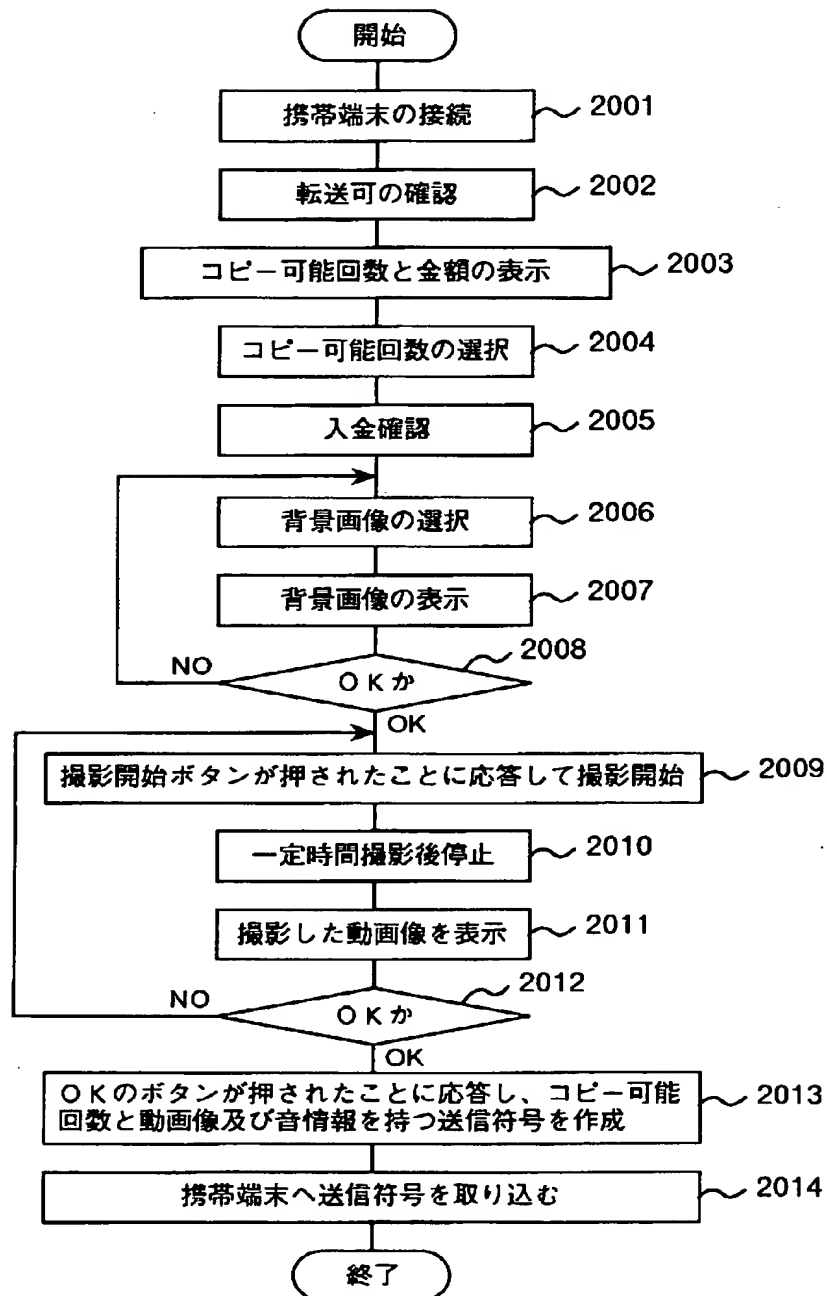 開始
携帯端末の接続 2001
転送可の確認 2002
コピー可能回数と金額の表示 2003
コピー可能回数の選択 2004
入金確認 2005
背景画像の選択 2006
背景画像の表示 2007
2008
NO
OKか
OK
撮影開始ボタンが押されたことに応答して撮影開始 2009
一定時間撮影後停止 2010
撮影した動画像を表示 2011
2012
NO
OKか
OK
OKのボタンが押されたことに応答し、コピー可能 2013
回数と動画像及び音情報を持つ送信符号を作成
携帯端末へ送信符号を取り込む 2014
終了